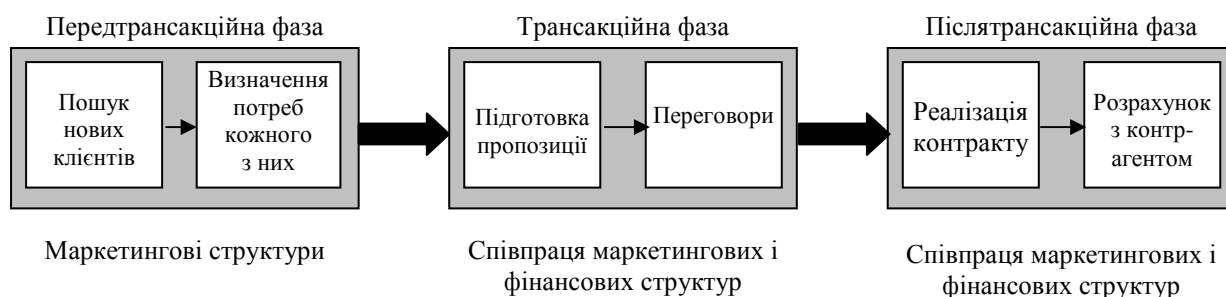 Передтрансакційна фаза
Пошук
нових
клієнтів
Визначення
потреб
кожного
з них
Маркетингові структури
Трансакційна фаза
Підготовка
пропозиції
Переговори
Співпраця маркетингових і
фінансових структур
Післятрансакційна фаза
Реалізація
контракту
Розрахунок
з контр-
агентом
Співпраця маркетингових і
фінансових структур